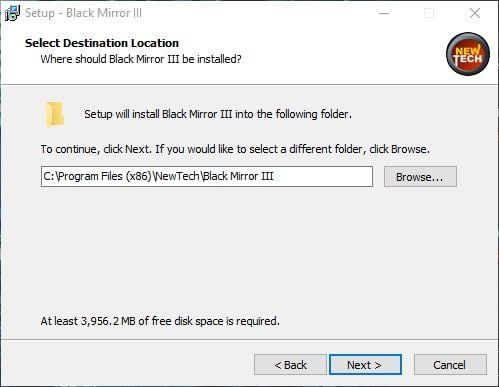 Setup - Black Mirror III
Select Destination Location
Where should Black Mirror III be installed?
NEW
TECH
Setup will install Black Mirror III into the following folder.
To continue, click Next. If you would like to select a different folder, click Browse.
C:\Program Files (x86)\NewTech\Black Mirror III
Browse...
At least 3,956.2 MB of free disk space is required.
< Back
Next >
Cancel